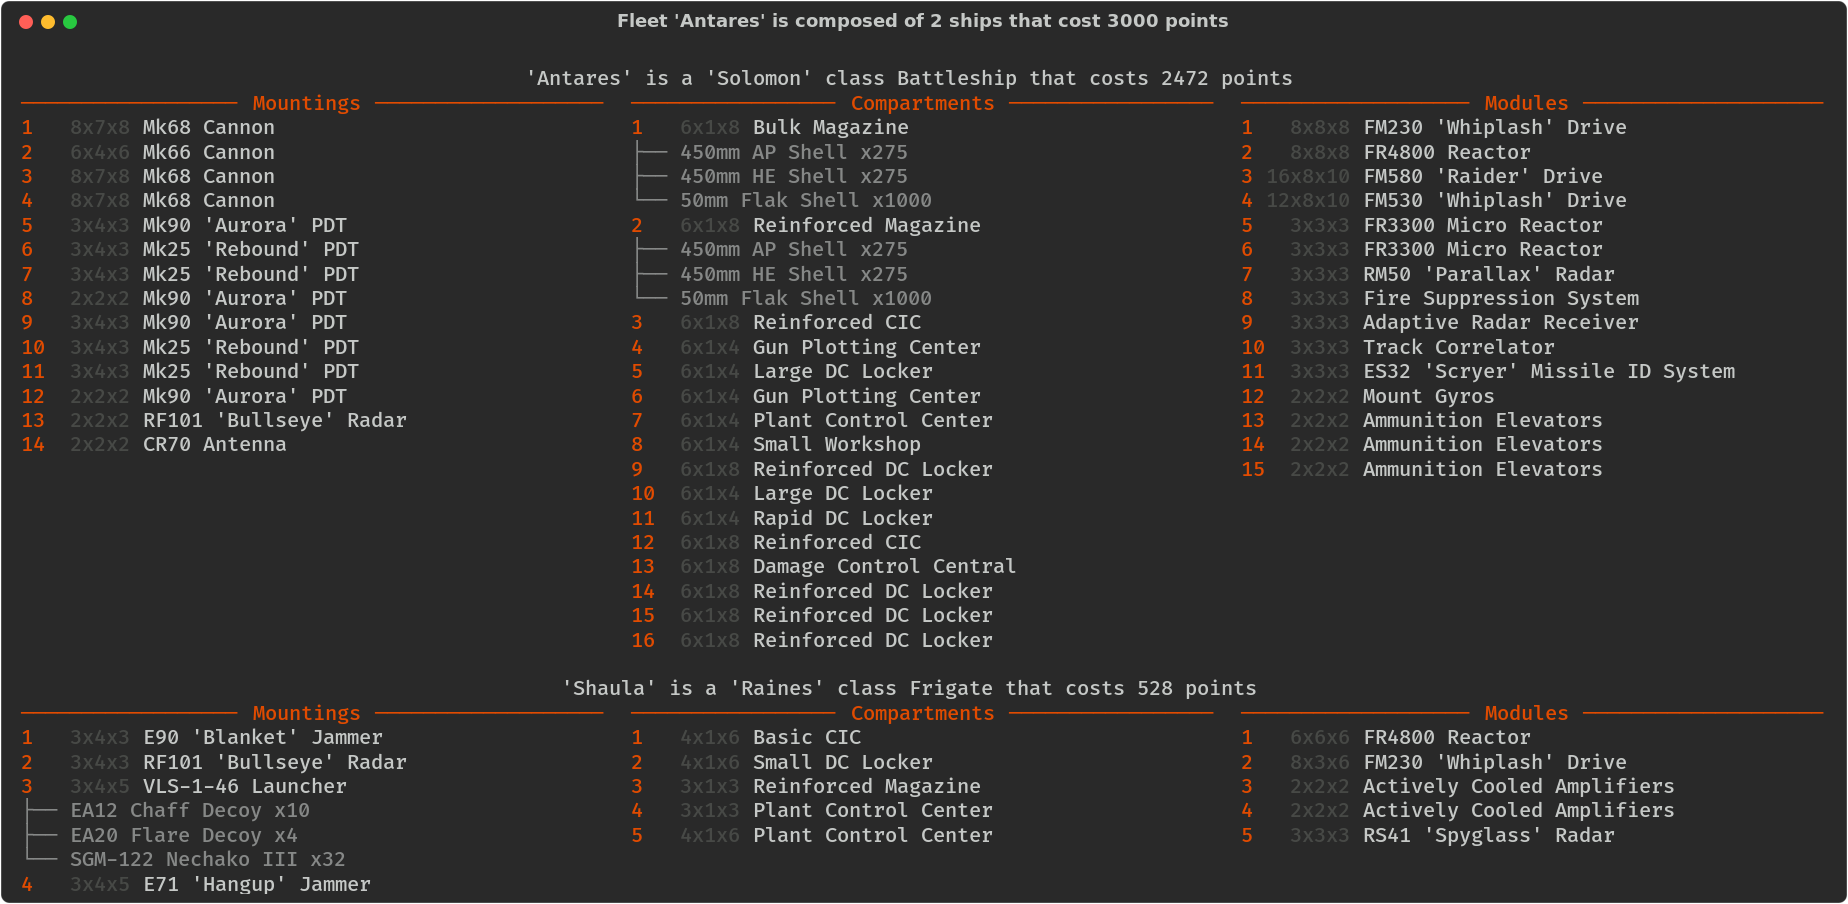 Fleet 'Antares' is composed of 2 ships that cost 3000 points
'Antares' is a 'Solomon' class Battleship that costs 2472 points
Mountings
1 8x7x8 Mk68 Cannon
2 6x4x6 Mk66 Cannon
3 8x7x8 Mk68 Cannon
4 8x7x8 Mk68 Cannon
5 3x4x3 Mk90 'Aurora' PDT
6 3x4x3 Mk25 'Rebound' PDT
7 3x4x3 Mk25 'Rebound' PDT
8 2x2x2 Mk90 'Aurora' PDT
9 3x4x3 Mk90 'Aurora' PDT
10 3x4x3 Mk25 'Rebound' PDT
11 3x4x3 Mk25 'Rebound' PDT
12 2x2x2 Mk90 'Aurora' PDT
13 2x2x2 RF101 'Bullseye' Radar
14 2x2x2 CR70 Antenna
Compartments
1 6x1x8 Bulk Magazine
450mm AP Shell x275
450mm HE Shell x275
50mm Flak Shell x1000
2 6x1x8 Reinforced Magazine
450mm AP Shell x275
450mm HE Shell x275
50mm Flak Shell x1000
3 6x1x8 Reinforced CIC
4 6x1x4 Gun Plotting Center
5 6x1x4 Large DC Locker
6 6x1x4 Gun Plotting Center
7 6x1x4 Plant Control Center
8 6x1x4 Small Workshop
9 6x1x8 Reinforced DC Locker
10 6x1x4 Large DC Locker
11 6x1x4 Rapid DC Locker
12 6x1x8 Reinforced CIC
13 6x1x8 Damage Control Central
14 6x1x8 Reinforced DC Locker
15 6x1x8 Reinforced DC Locker
16 6x1x8 Reinforced DC Locker
Modules
1 8x8x8 FM230 'Whiplash' Drive
2 8x8x8 FR4800 Reactor
3 16x8x10 FM580 'Raider' Drive
4 12x8x10 FM530 'Whiplash' Drive
5 3x3x3 FR3300 Micro Reactor
6 3x3x3 FR3300 Micro Reactor
7 3x3x3 RM50 'Parallax' Radar
8 3x3x3 Fire Suppression System
9 3x3x3 Adaptive Radar Receiver
10 3x3x3 Track Correlator
11 3x3x3 ES32 'Scryer' Missile ID System
12 2x2x2 Mount Gyros
13 2x2x2 Ammunition Elevators
14 2x2x2 Ammunition Elevators
15 2x2x2 Ammunition Elevators
'Shaula' is a 'Raines' class Frigate that costs 528 points
Mountings
1 3x4x3 E90 'Blanket' Jammer
2 3x4x3 RF101 'Bullseye' Radar
3 3x4x5 VLS-1-46 Launcher
EA12 Chaff Decoy x10
EA20 Flare Decoy x4
SGM-122 Nechako III x32
4 3x4x5 E71 'Hangup' Jammer
Compartments
1 4x1x6 Basic CIC
2 4x1x6 Small DC Locker
3 3x1x3 Reinforced Magazine
4 3x1x3 Plant Control Center
5 4x1x6 Plant Control Center
Modules
1 6x6x6 FR4800 Reactor
2 8x3x6 FM230 'Whiplash' Drive
3 2x2x2 Actively Cooled Amplifiers
4 2x2x2 Actively Cooled Amplifiers
5 3x3x3 RS41 'Spyglass' Radar